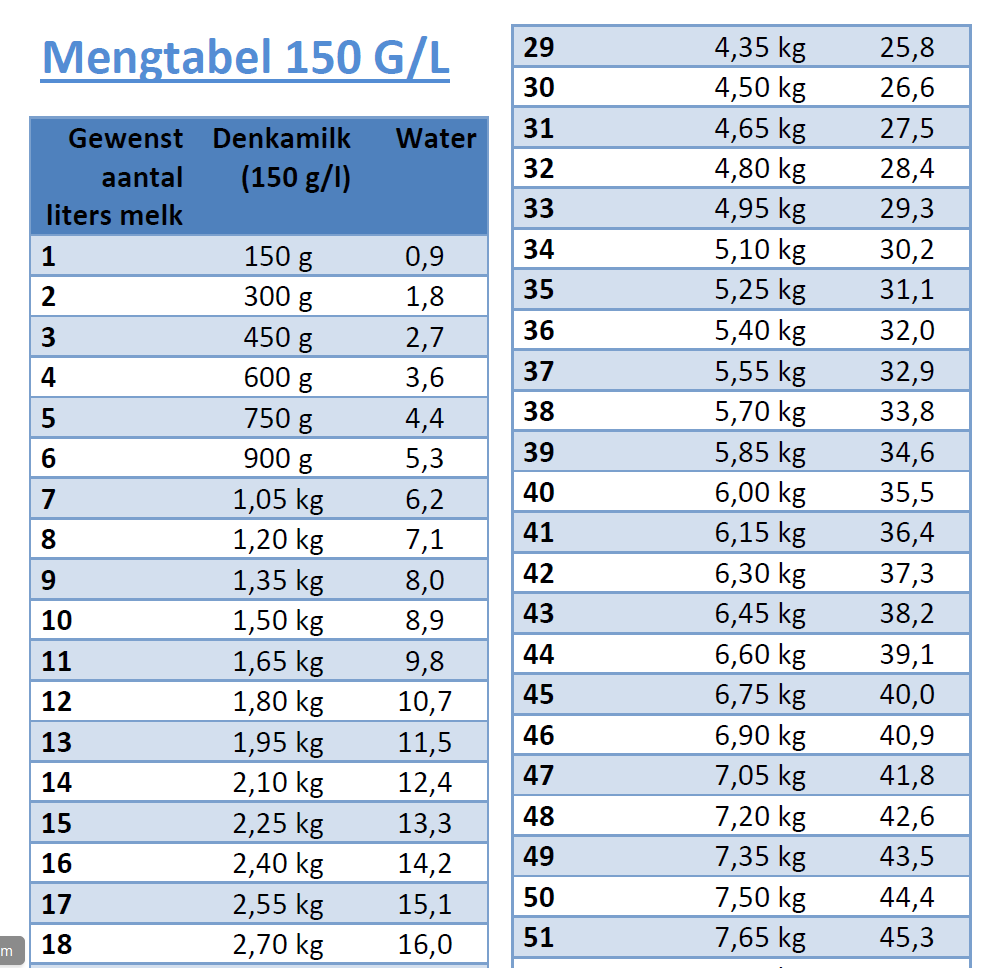 Mengtabel 150 G/L
Gewenst aantal liters melk Denkamilk (150 g/l) Water
1 150 g 0,9
2 300 g 1,8
3 450 g 2,7
4 600 g 3,6
5 750 g 4,4
6 900 g 5,3
7 1,05 kg 6,2
8 1,20 kg 7,1
9 1,35 kg 8,0
10 1,50 kg 8,9
11 1,65 kg 9,8
12 1,80 kg 10,7
13 1,95 kg 11,5
14 2,10 kg 12,4
15 2,25 kg 13,3
16 2,40 kg 14,2
17 2,55 kg 15,1
18 2,70 kg 16,0
m
29 4,35 kg 25,8
30 4,50 kg 26,6
31 4,65 kg 27,5
32 4,80 kg 28,4
33 4,95 kg 29,3
34 5,10 kg 30,2
35 5,25 kg 31,1
36 5,40 kg 32,0
37 5,55 kg 32,9
38 5,70 kg 33,8
39 5,85 kg 34,6
40 6,00 kg 35,5
41 6,15 kg 36,4
42 6,30 kg 37,3
43 6,45 kg 38,2
44 6,60 kg 39,1
45 6,75 kg 40,0
46 6,90 kg 40,9
47 7,05 kg 41,8
48 7,20 kg 42,6
49 7,35 kg 43,5
50 7,50 kg 44,4
51 7,65 kg 45,3